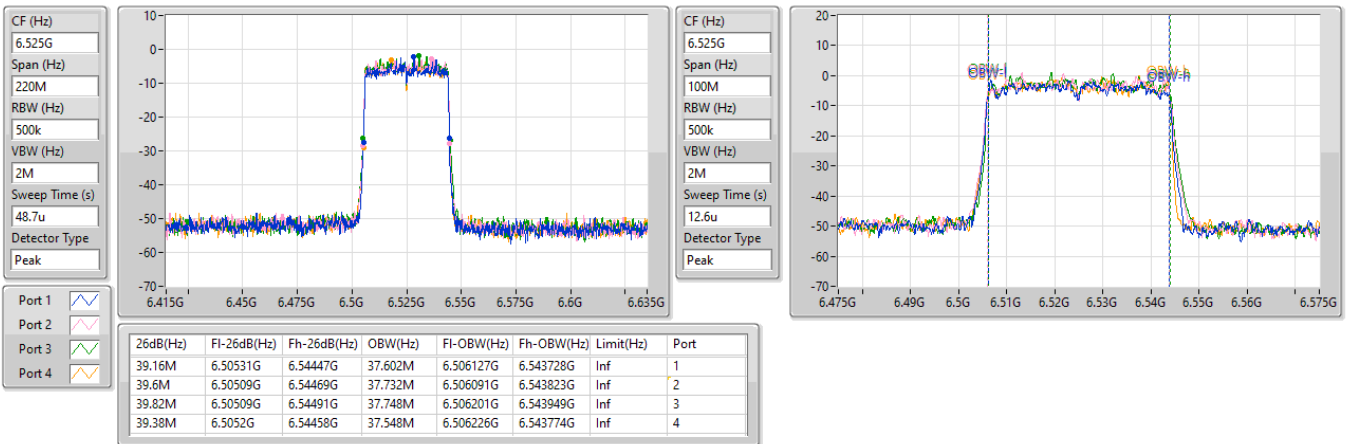 CF (Hz)
6.525G
Span (Hz)
220M
RBW (Hz)
500k
VBW (Hz)
2M
Sweep Time (s)
48.7u
Detector Type
Peak
10
0
-10
-20
-30
-40
-50
-60
-70
6.415G 6.45G 6.475G 6.5G 6.525G 6.55G 6.575G 6.6G 6.635G
CF (Hz)
6.525G
Span (Hz)
100M
RBW (Hz)
500k
VBW (Hz)
2M
Sweep Time (s)
12.6u
Detector Type
Peak
20
10
0
-10
-20
-30
-40
-50
-60
-70
OBW-l OBW-h
6.475G 6.49G 6.5G 6.51G 6.52G 6.53G 6.54G 6.55G 6.56G 6.575G
Port 1
Port 2
Port 3
Port 4
26dB(Hz) Fl-26dB(Hz) Fh-26dB(Hz) OBW(Hz) Fl-OBW(Hz) Fh-OBW(Hz) Limit(Hz) Port
39.16M 6.50531G 6.54447G 37.602M 6.506127G 6.543728G Inf 1
39.6M 6.50509G 6.54469G 37.732M 6.506091G 6.543823G Inf 2
39.82M 6.50509G 6.54491G 37.748M 6.506201G 6.543949G Inf 3
39.38M 6.5052G 6.54458G 37.548M 6.506226G 6.543774G Inf 4